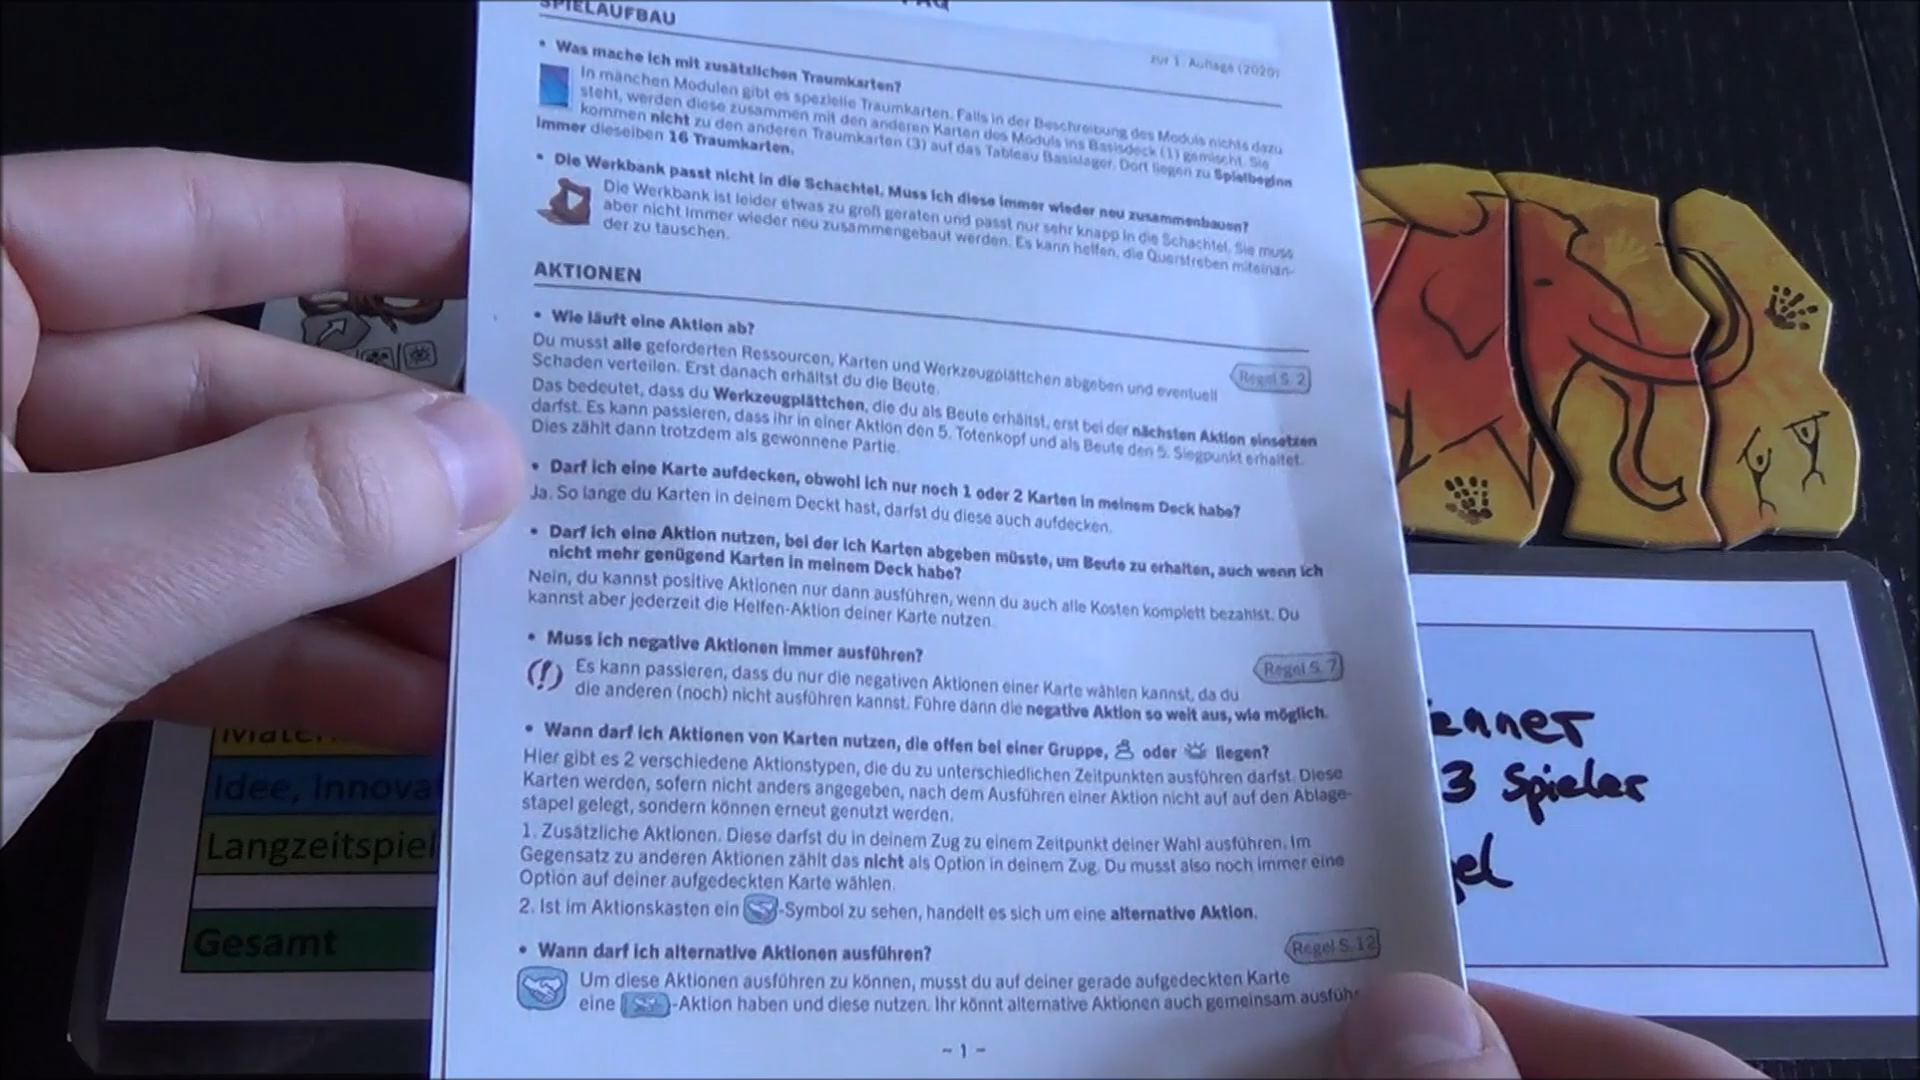 FAQ
SPIELAUFBAU
zur 1. Auflage (2020)
• Was mache ich mit zusätzlichen Traumkarten?
In manchen Modulen gibt es spezielle Traumkarten. Falls in der Beschreibung des Moduls nichts dazu
steht, werden diese zusammen mit den anderen Karten des Moduls ins Basisdeck (1) gemischt. Sie
kommen nicht zu den anderen Traumkarten (3) auf das Tableau Basislager. Dort liegen zu Spielbeginn
immer dieselben 16 Traumkarten.
• Die Werkbank passt nicht in die Schachtel. Muss ich diese immer wieder neu zusammenbauen?
Die Werkbank ist leider etwas zu groß geraten und passt nur sehr knapp in die Schachtel. Sie muss
aber nicht immer wieder neu zusammengebaut werden. Es kann helfen, die Querstreben miteinan-
der zu tauschen.
AKTIONEN
• Wie läuft eine Aktion ab?
Du musst alle geforderten Ressourcen, Karten und Werkzeugplättchen abgeben und eventuell
Schaden verteilen. Erst danach erhältst du die Beute.
Regel S. 2
Das bedeutet, dass du Werkzeugplättchen, die du als Beute erhältst, erst bei der nächsten Aktion einsetzen
darfst. Es kann passieren, dass ihr in einer Aktion den 5. Totenkopf und als Beute den 5. Siegpunkt erhaltet.
Dies zählt dann trotzdem als gewonnene Partie.
• Darf ich eine Karte aufdecken, obwohl ich nur noch 1 oder 2 Karten in meinem Deck habe?
Ja. So lange du Karten in deinem Deckt hast, darfst du diese auch aufdecken.
• Darf ich eine Aktion nutzen, bei der ich Karten abgeben müsste, um Beute zu erhalten, auch wenn ich
nicht mehr genügend Karten in meinem Deck habe?
Nein, du kannst positive Aktionen nur dann ausführen, wenn du auch alle Kosten komplett bezahlst. Du
kannst aber jederzeit die Helfen-Aktion deiner Karte nutzen.
• Muss ich negative Aktionen immer ausführen?
Regel S. 7
(!) Es kann passieren, dass du nur die negativen Aktionen einer Karte wählen kannst, da du
die anderen (noch) nicht ausführen kannst. Führe dann die negative Aktion so weit aus, wie möglich.
• Wann darf ich Aktionen von Karten nutzen, die offen bei einer Gruppe, oder liegen?
Hier gibt es 2 verschiedene Aktionstypen, die du zu unterschiedlichen Zeitpunkten ausführen darfst. Diese
Karten werden, sofern nicht anders angegeben, nach dem Ausführen einer Aktion nicht auf auf den Ablage-
stapel gelegt, sondern können erneut genutzt werden.
1. Zusätzliche Aktionen. Diese darfst du in deinem Zug zu einem Zeitpunkt deiner Wahl ausführen. Im
Gegensatz zu anderen Aktionen zählt das nicht als Option in deinem Zug. Du musst also noch immer eine
Option auf deiner aufgedeckten Karte wählen.
2. Ist im Aktionskasten ein -Symbol zu sehen, handelt es sich um eine alternative Aktion.
• Wann darf ich alternative Aktionen ausführen?
Regel S. 12
Um diese Aktionen ausführen zu können, musst du auf deiner gerade aufgedeckten Karte
eine -Aktion haben und diese nutzen. Ihr könnt alternative Aktionen auch gemeinsam ausfüh
- 1 -
Mater
Idee, Innova
Langzeitspiel
Gesamt
enner
3 Spieler
gel